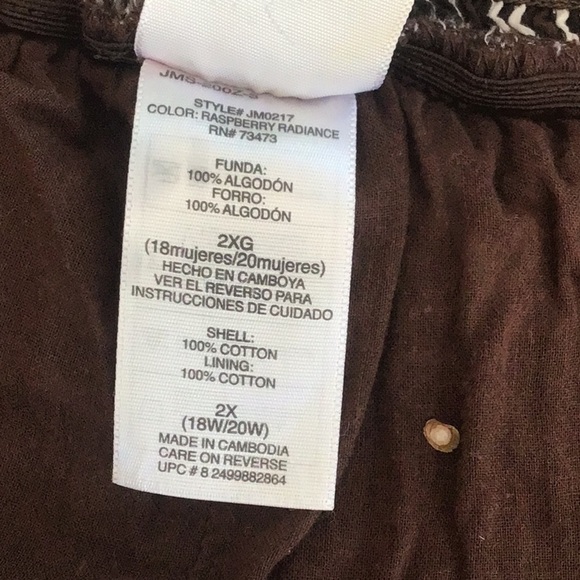 STYLE# JM0217
COLOR: RASPBERRY RADIANCE
RN# 73473
FUNDA:
100% ALGODÓN
FORRO:
100% ALGODÓN
2XG
(18mujeres/20mujeres)
HECHO EN CAMBOYA
VER EL REVERSO PARA
INSTRUCCIONES DE CUIDADO
SHELL:
100% COTTON
LINING:
100% COTTON
2X
(18W/20W)
MADE IN CAMBODIA
CARE ON REVERSE
UPC # 8 2499882864